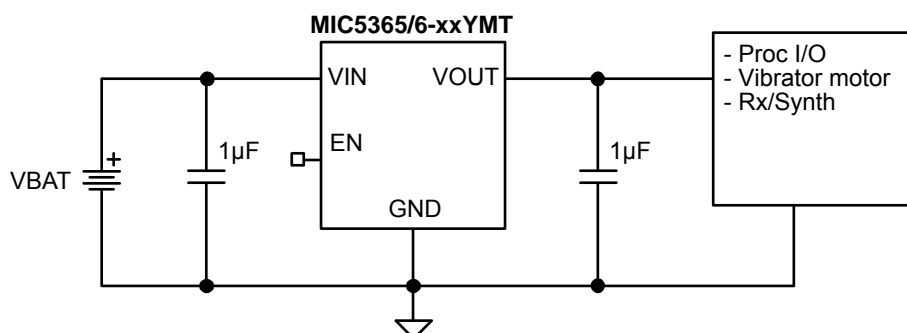 MIC5365/6-xxYMT
VIN
VOUT
EN
GND
VBAT
+
1µF
1µF
- Proc I/O
- Vibrator motor
- Rx/Synth